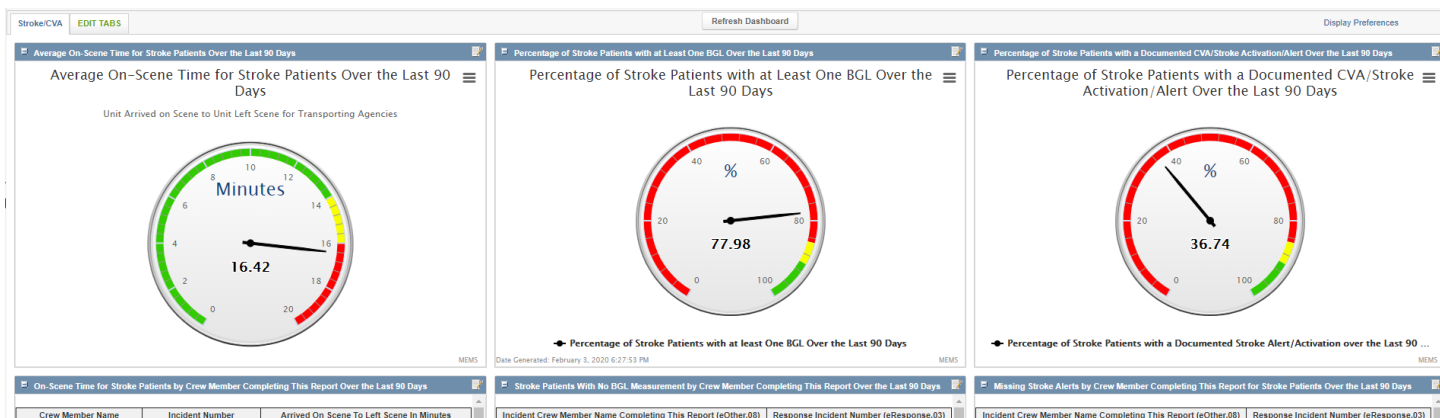 Stroke/CVA EDIT TABS Refresh Dashboard Display Preferences
Average On-Scene Time for Stroke Patients Over the Last 90 Days
Average On-Scene Time for Stroke Patients Over the Last 90
Days
Unit Arrived on Scene to Unit Left Scene for Transporting Agencies
Minutes
0
2
4
6
8
10
12
14
16
18
20
16.42
MEMS
Percentage of Stroke Patients with at Least One BGL Over the Last 90 Days
Percentage of Stroke Patients with at Least One BGL Over the
Last 90 Days
%
0
20
40
60
80
100
77.98
Percentage of Stroke Patients with at least One BGL Over the Last 90 Days
Date Generated: February 3, 2020 6:27:53 PM
MEMS
Percentage of Stroke Patients with a Documented CVA/Stroke Activation/Alert Over the Last 90 Days
Percentage of Stroke Patients with a Documented CVA/Stroke
Activation/Alert Over the Last 90 Days
%
0
20
40
60
80
100
36.74
Percentage of Stroke Patients with a Documented Stroke Alert/Activation over the Last 90 ...
MEMS
On-Scene Time for Stroke Patients by Crew Member Completing This Report Over the Last 90 Days
Crew Member Name Incident Number Arrived On Scene To Left Scene In Minutes
Stroke Patients With No BGL Measurement by Crew Member Completing This Report Over the Last 90 Days
Incident Crew Member Name Completing This Report (eOther.08) Response Incident Number (eResponse.03)
Missing Stroke Alerts by Crew Member Completing This Report for Stroke Patients Over the Last 90 Days
Incident Crew Member Name Completing This Report (eOther.08) Response Incident Number (eResponse.03)